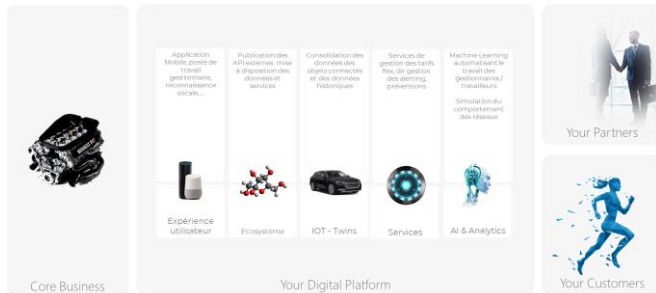 Application
Mobile, poste de
travail
gestionnaire,
reconnaissance
vocale, ...
Publication des
API externes : mise
à disposition des
données et
services
Consolidation des
données des
objets connectés
et des données
historiques
Services de
gestion des tarifs
flex, de gestion
des alerting,
préventions
Machine Learning
automatisant le
travail des
gestionnaires /
travailleurs
Simulation du
comportement
des réseaux
Expérience
utilisateur
Ecosystème
IOT - Twins
Services
AI & Analytics
Core Business
Your Digital Platform
Your Partners
Your Customers